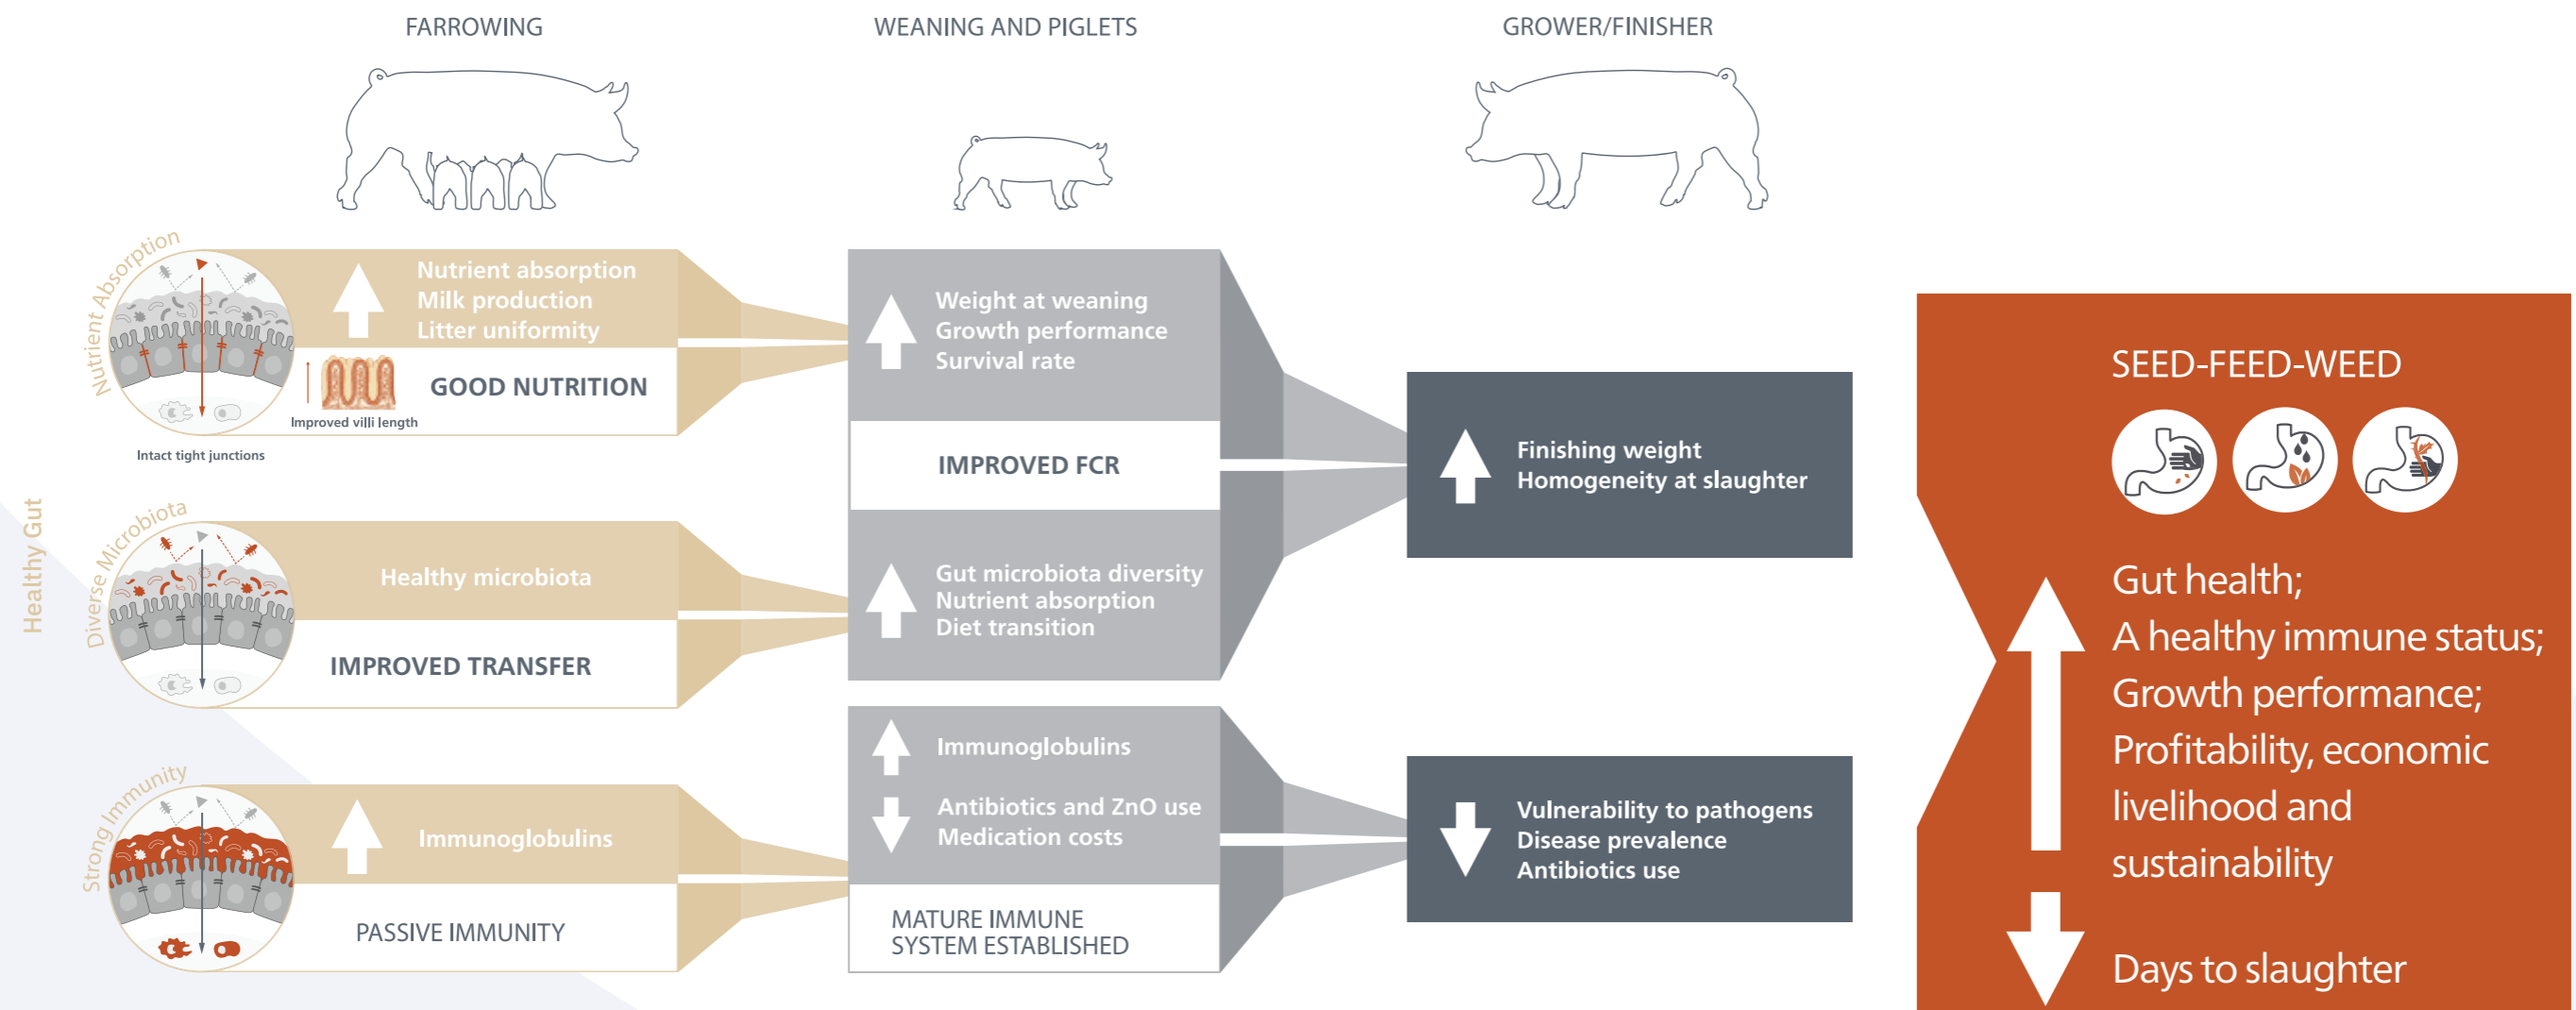 FARROWING
WEANING AND PIGLETS
GROWER/FINISHER
Healthy Gut
Nutrient Absorption
Nutrient absorption
Milk production
Litter uniformity
GOOD NUTRITION
Improved villi length
Intact tight junctions
Diverse Microbiota
Healthy microbiota
IMPROVED TRANSFER
Strong Immunity
Immunoglobulins
PASSIVE IMMUNITY
Weight at weaning
Growth performance
Survival rate
IMPROVED FCR
Gut microbiota diversity
Nutrient absorption
Diet transition
Immunoglobulins
Antibiotics and ZnO use
Medication costs
MATURE IMMUNE
SYSTEM ESTABLISHED
Finishing weight
Homogeneity at slaughter
Vulnerability to pathogens
Disease prevalence
Antibiotics use
SEED-FEED-WEED
Gut health;
A healthy immune status;
Growth performance;
Profitability, economic
livelihood and
sustainability
Days to slaughter